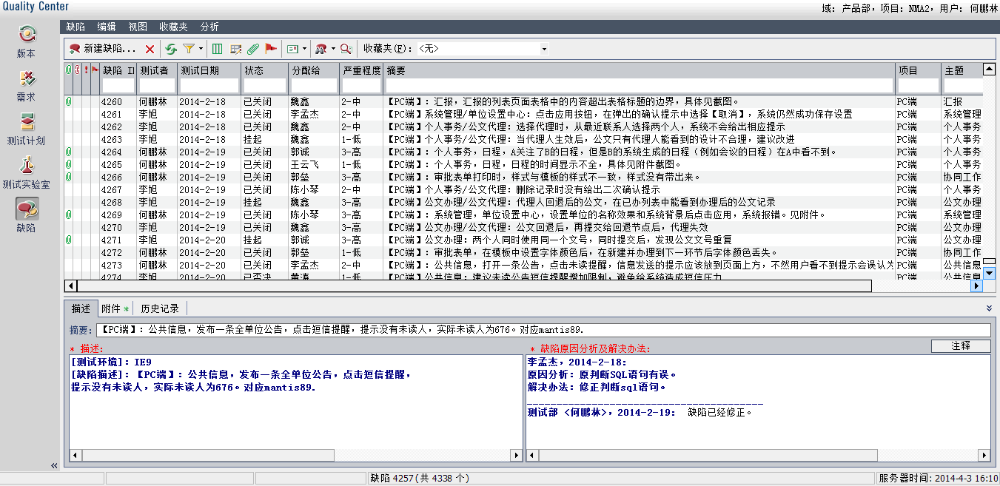 Quality Center
域: 产品部, 项目: NMA2, 用户: 何鹏林
缺陷 编辑 视图 收藏夹 分析
版本
需求
测试计划
测试实验室
缺陷
新建缺陷... 收藏夹(F): <无>
缺陷 ID 测试者 测试日期 状态 分配给 严重程度 摘要 项目 主题
4260 何鹏林 2014-2-18 已关闭 魏鑫 2-中 【PC端】: 汇报, 汇报的列表页面表格中的内容超出表格标题的边界, 具体见截图。 PC端 汇报
4261 李旭 2014-2-18 已关闭 李孟杰 2-中 【PC端】系统管理/单位设置中心: 点击应用按钮, 在弹出的确认提示中选择【取消】, 系统仍然成功保存设置 PC端 系统管理
4262 李旭 2014-2-18 已关闭 魏鑫 2-中 【PC端】个人事务/公文代理: 选择代理时, 从最近联系人选择两个人, 系统不会给出相应提示 PC端 个人事务
4263 李旭 2014-2-18 挂起 魏鑫 1-低 【PC端】个人事务/公文代理: 当代理人生效后, 公文只有代理人能看到的设计不合理, 建议改进 PC端 个人事务
4264 何鹏林 2014-2-19 已关闭 郭诚 3-高 【PC端】: 个人事务, 日程, A关注了B的日程, 但是B的系统生成的日程（例如会议的日程）在A中看不到。 PC端 个人事务
4265 何鹏林 2014-2-19 已关闭 王云飞 1-低 【PC端】: 个人事务, 日程, 日程的时间显示不全, 具体见附件截图。 PC端 个人事务
4266 何鹏林 2014-2-19 已关闭 郭垒 3-高 【PC端】: 审批表单打印时, 样式与模板的样式不一致, 样式没有带出来。 PC端 协同工作
4267 李旭 2014-2-19 已关闭 陈小琴 2-中 【PC端】个人事务/公文代理: 删除记录时没有给出二次确认提示 PC端 个人事务
4268 李旭 2014-2-19 挂起 魏鑫 3-高 【PC端】公文办理/公文代理: 代理人回退后的公文, 在已办列表中能看到办理后的公文记录 PC端 公文办理
4269 何鹏林 2014-2-19 已关闭 陈小琴 3-高 【PC端】: 系统管理, 单位设置中心, 设置单位的名称效果和系统背景后点击应用, 系统报错。见附件。 PC端 系统管理
4270 李旭 2014-2-19 已关闭 魏鑫 3-高 【PC端】公文办理/公文代理: 公文回退后, 再提交给回退节点后, 代理失效 PC端 公文办理
4271 李旭 2014-2-20 挂起 郭诚 3-高 【PC端】公文办理: 两个人同时使用同一个文号, 同时提交后, 发现公文文号重复 PC端 公文办理
4272 何鹏林 2014-2-20 已关闭 郭垒 1-低 【PC端】: 审批表单, 在模板中设置字体颜色后, 在新建并办理到下一环节后字体颜色丢失。 PC端 协同工作
4273 何鹏林 2014-2-20 已关闭 李孟杰 2-中 【PC端】: 公共信息, 打开一条公告, 点击未读提醒, 信息发送的提示应该放到页面上方, 不然用户看不到提示会误认为 PC端 公共信息
4274 李旭 2014-2-20 已否决 黄涛 1-低 【PC端】公共信息: 建议未读公告短信提醒增加限制, 避免给系统造成短信压力 PC端 公共信息
描述 附件 * 历史记录
摘要: 【PC端】: 公共信息, 发布一条全单位公告, 点击短信提醒, 提示没有未读人, 实际未读人为676。对应mantis89.
* 描述: * 缺陷原因分析及解决办法: 注释
[测试环境]: IE9
[缺陷描述]: 【PC端】: 公共信息, 发布一条全单位公告, 点击短信提醒,
提示没有未读人, 实际未读人为676。对应mantis89.
李孟杰, 2014-2-18:
原因分析: 原判断SQL语句有误。
解决办法: 修正判断sql语句。
________________________________________
测试部 <何鹏林>, 2014-2-19: 缺陷已经修正。
«
缺陷 4257(共 4338 个) 服务器时间: 2014-4-3 16:10